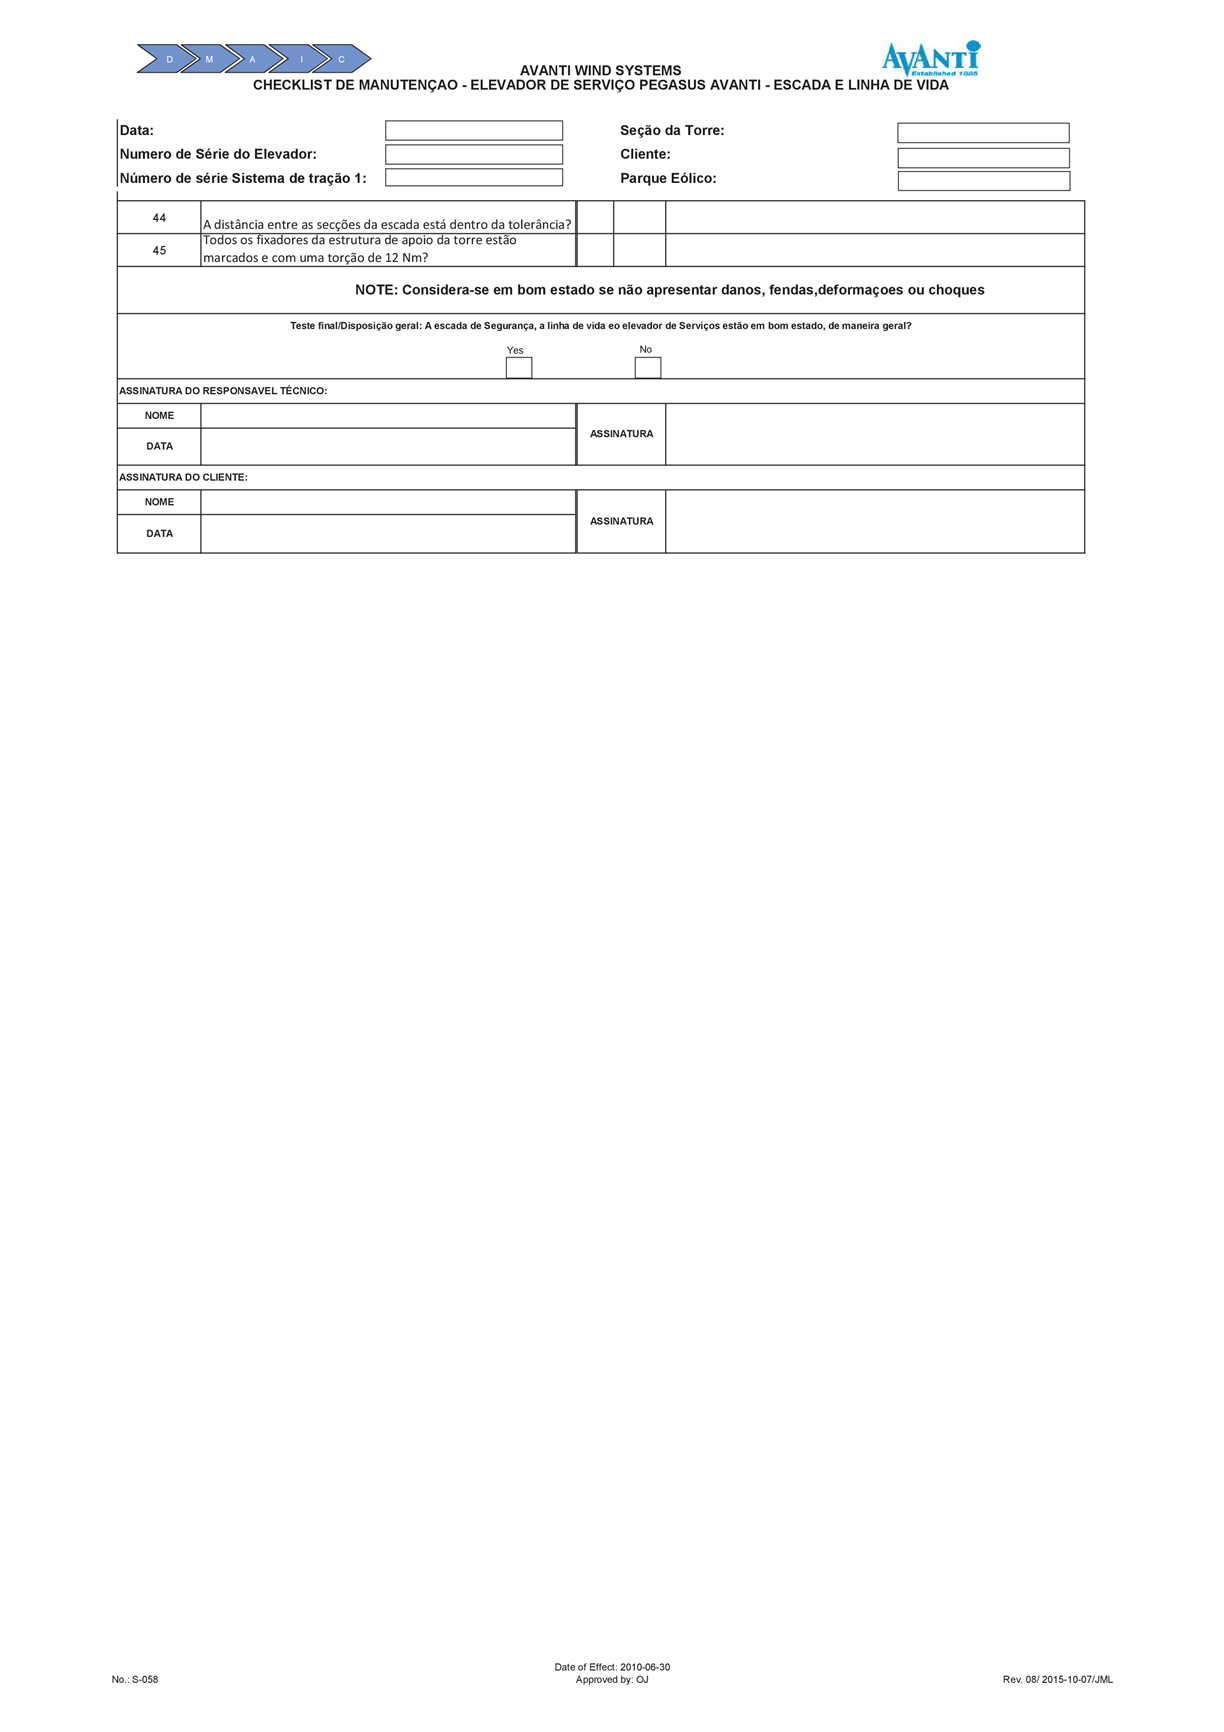 D M A I C
AVANTI
Established 1885
AVANTI WIND SYSTEMS
CHECKLIST DE MANUTENÇAO - ELEVADOR DE SERVIÇO PEGASUS AVANTI - ESCADA E LINHA DE VIDA
Data:
Seção da Torre:
Numero de Série do Elevador:
Cliente:
Número de série Sistema de tração 1:
Parque Eólico:
44 A distância entre as secções da escada está dentro da tolerância?
45 Todos os fixadores da estrutura de apoio da torre estão
marcados e com uma torção de 12 Nm?
NOTE: Considera-se em bom estado se não apresentar danos, fendas,deformaçoes ou choques
Teste final/Disposição geral: A escada de Segurança, a linha de vida eo elevador de Serviços estão em bom estado, de maneira geral?
Yes No
ASSINATURA DO RESPONSAVEL TÉCNICO:
NOME
ASSINATURA
DATA
ASSINATURA DO CLIENTE:
NOME
ASSINATURA
DATA
Date of Effect: 2010-06-30
No.: S-058 Approved by: OJ Rev. 08/ 2015-10-07/JML